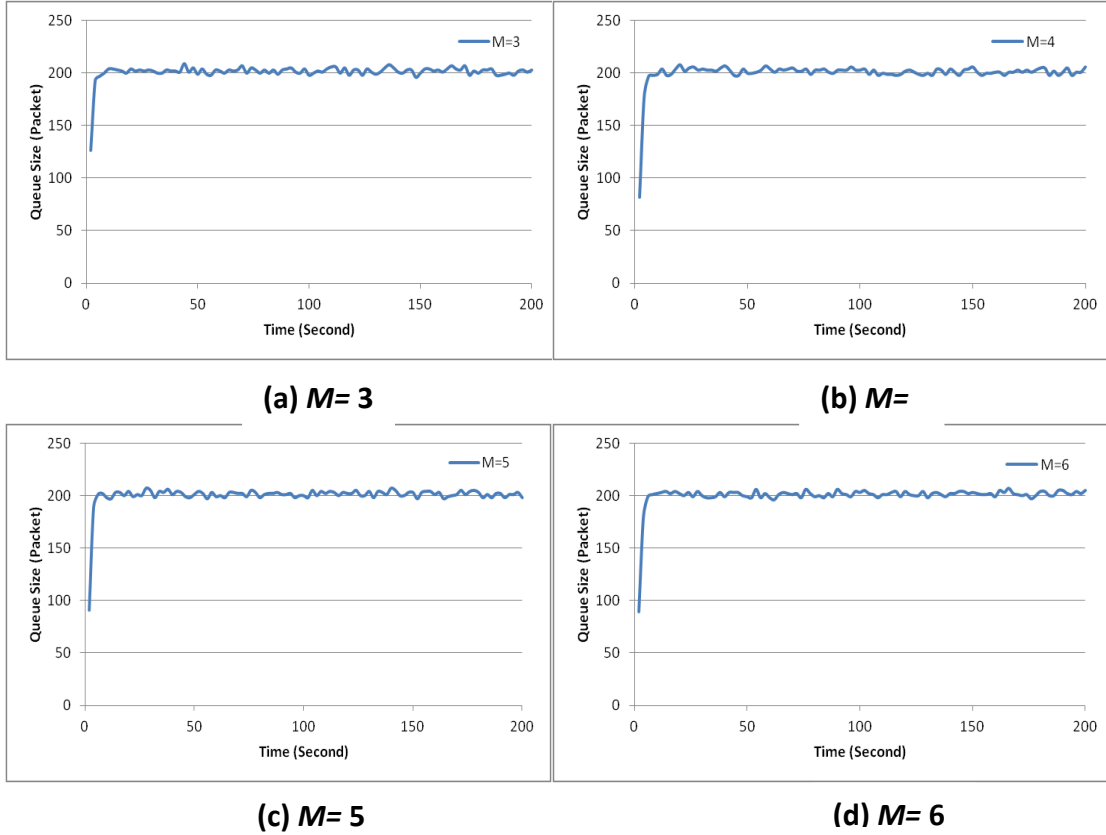 250
200
150
100
50
0
Queue Size (Packet)
M=3
0 50 100 150 200
Time (Second)
(a) M= 3
250
200
150
100
50
0
Queue Size (Packet)
M=4
0 50 100 150 200
Time (Second)
(b) M=
250
200
150
100
50
0
Queue Size (Packet)
M=5
0 50 100 150 200
Time (Second)
(c) M= 5
250
200
150
100
50
0
Queue Size (Packet)
M=6
0 50 100 150 200
Time (Second)
(d) M= 6